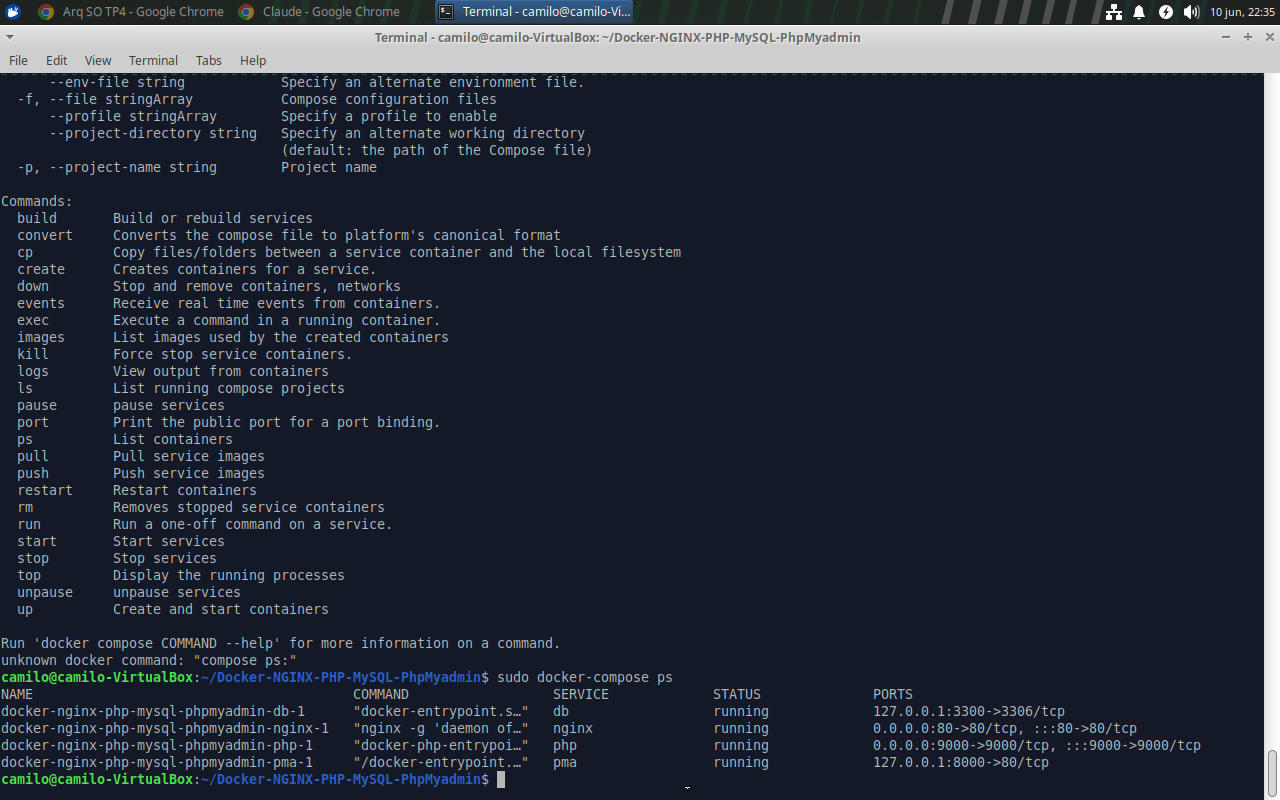 Arq SO TP4 - Google Chrome Claude - Google Chrome Terminal - camilo@camilo-Vi... 10 jun, 22:35
Terminal - camilo@camilo-VirtualBox: ~/Docker-NGINX-PHP-MySQL-PhpMyadmin
File Edit View Terminal Tabs Help
--env-file string Specify an alternate environment file.
-f, --file stringArray Compose configuration files
--profile stringArray Specify a profile to enable
--project-directory string Specify an alternate working directory
(default: the path of the Compose file)
-p, --project-name string Project name
Commands:
build Build or rebuild services
convert Converts the compose file to platform's canonical format
cp Copy files/folders between a service container and the local filesystem
create Creates containers for a service.
down Stop and remove containers, networks
events Receive real time events from containers.
exec Execute a command in a running container.
images List images used by the created containers
kill Force stop service containers.
logs View output from containers
ls List running compose projects
pause pause services
port Print the public port for a port binding.
ps List containers
pull Pull service images
push Push service images
restart Restart containers
rm Removes stopped service containers
run Run a one-off command on a service.
start Start services
stop Stop services
top Display the running processes
unpause unpause services
up Create and start containers
Run 'docker compose COMMAND --help' for more information on a command.
unknown docker command: "compose ps:"
camilo@camilo-VirtualBox:~/Docker-NGINX-PHP-MySQL-PhpMyadmin$ sudo docker-compose ps
NAME COMMAND SERVICE STATUS PORTS
docker-nginx-php-mysql-phpmyadmin-db-1 "docker-entrypoint.s…" db running 127.0.0.1:3300->3306/tcp
docker-nginx-php-mysql-phpmyadmin-nginx-1 "nginx -g 'daemon of…" nginx running 0.0.0.0:80->80/tcp, :::80->80/tcp
docker-nginx-php-mysql-phpmyadmin-php-1 "docker-php-entrypoi…" php running 0.0.0.0:9000->9000/tcp, :::9000->9000/tcp
docker-nginx-php-mysql-phpmyadmin-pma-1 "/docker-entrypoint.…" pma running 127.0.0.1:8000->80/tcp
camilo@camilo-VirtualBox:~/Docker-NGINX-PHP-MySQL-PhpMyadmin$